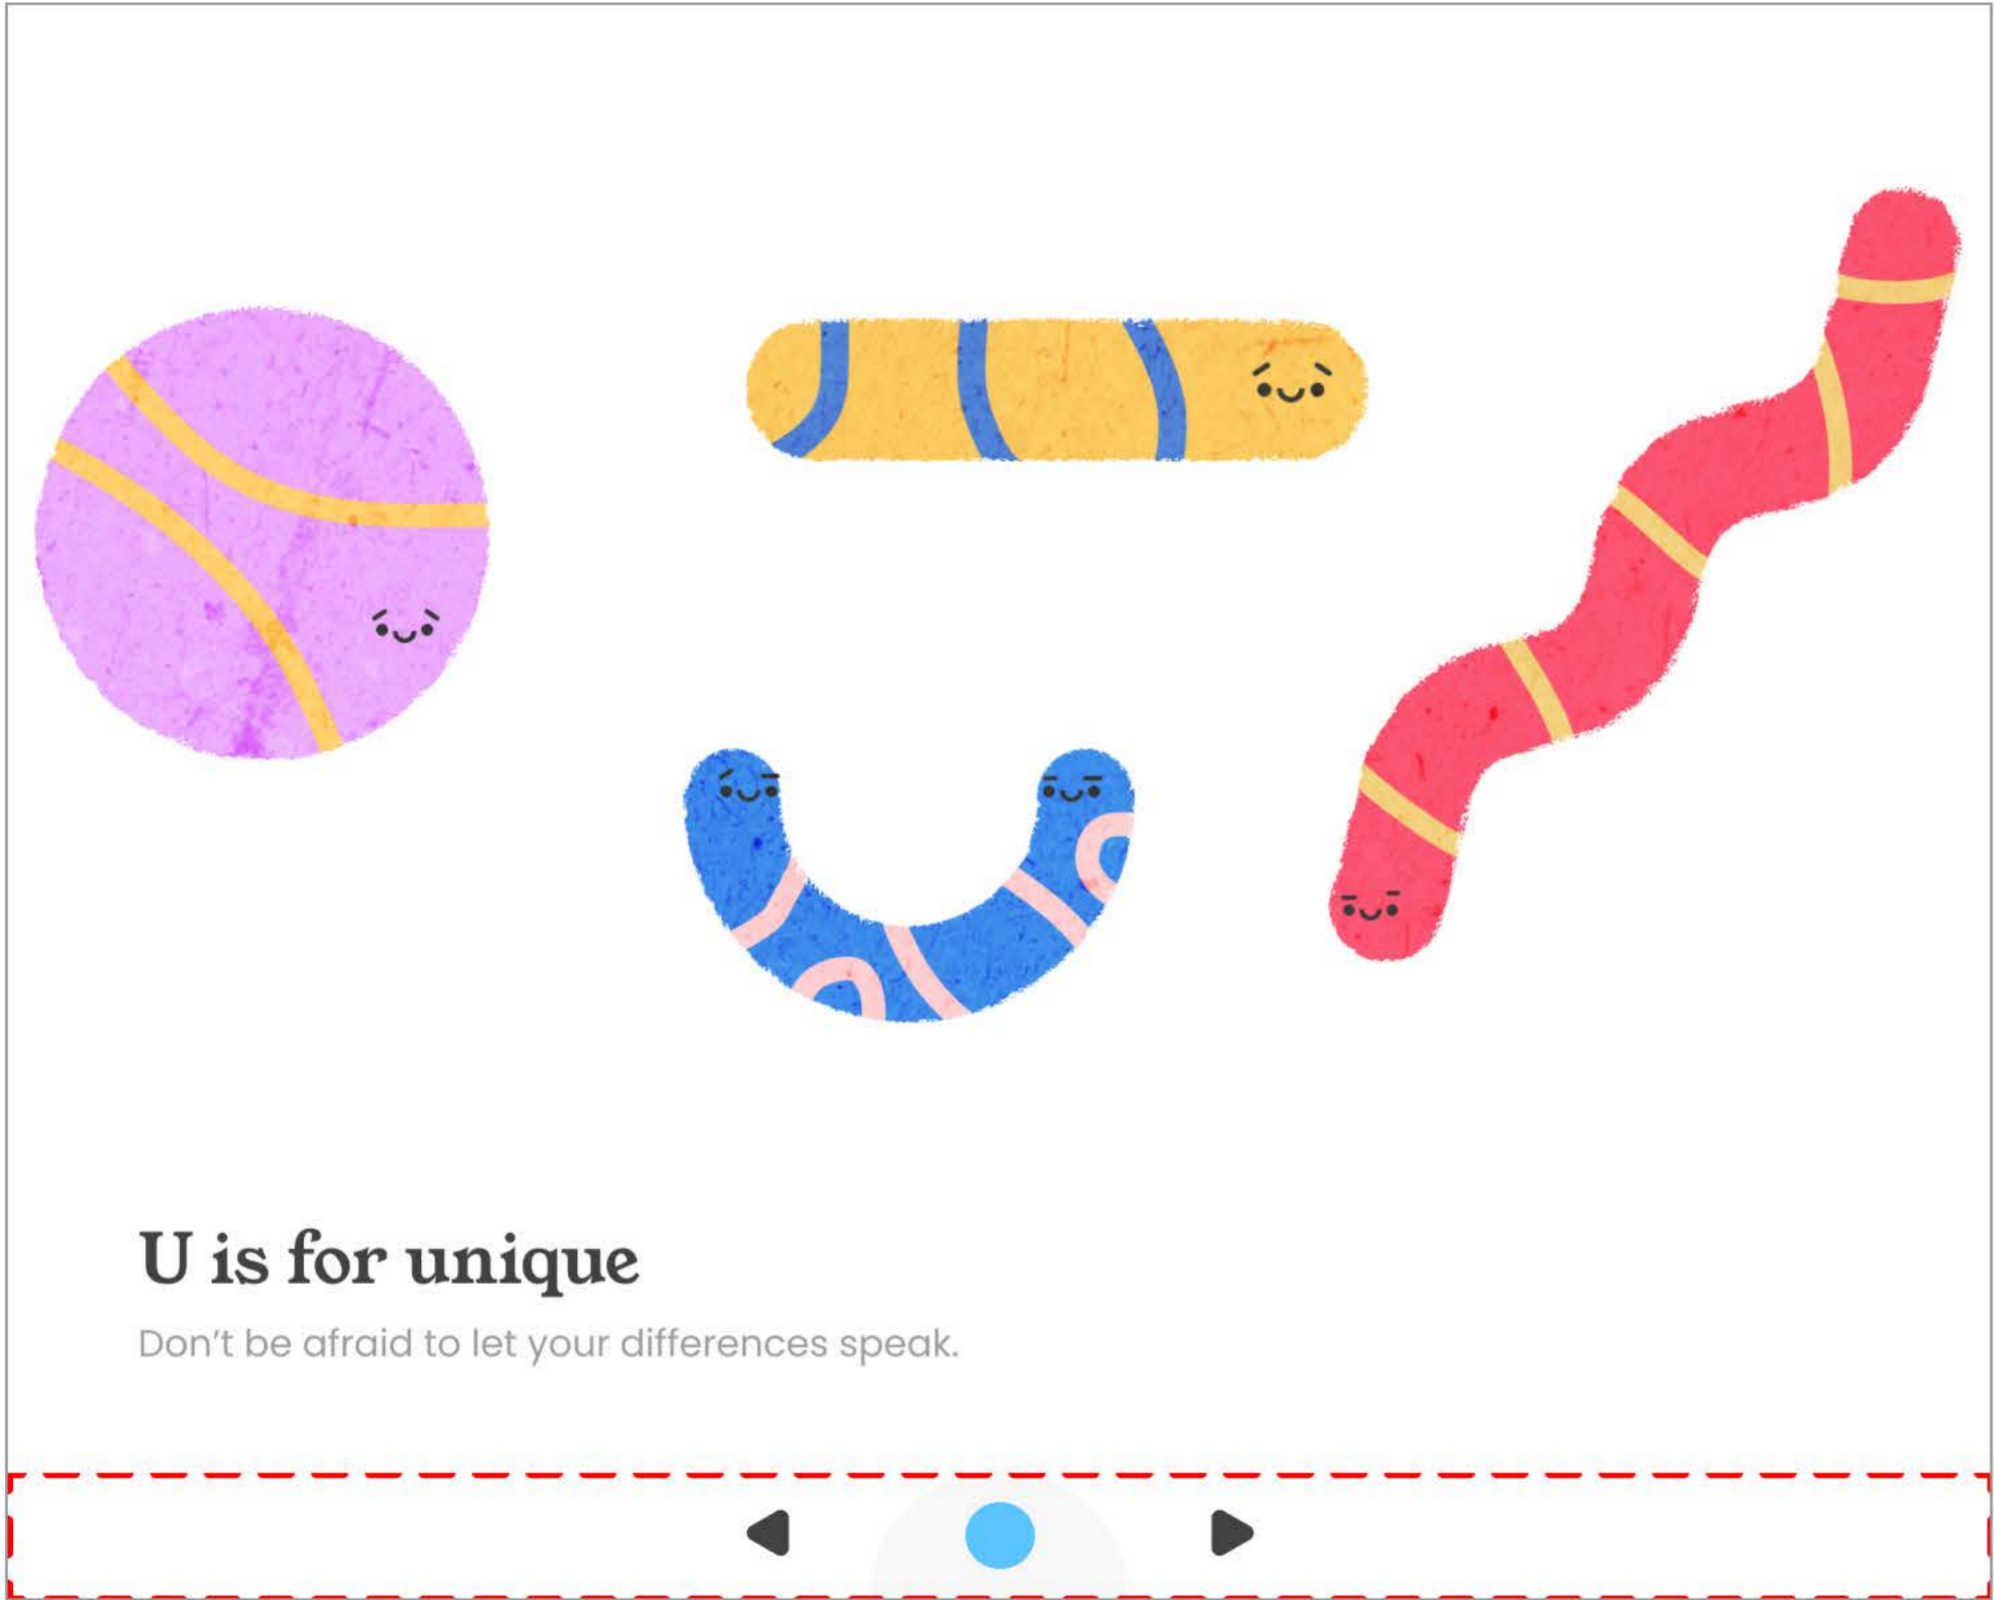 U is for unique
Don’t be afraid to let your differences speak.